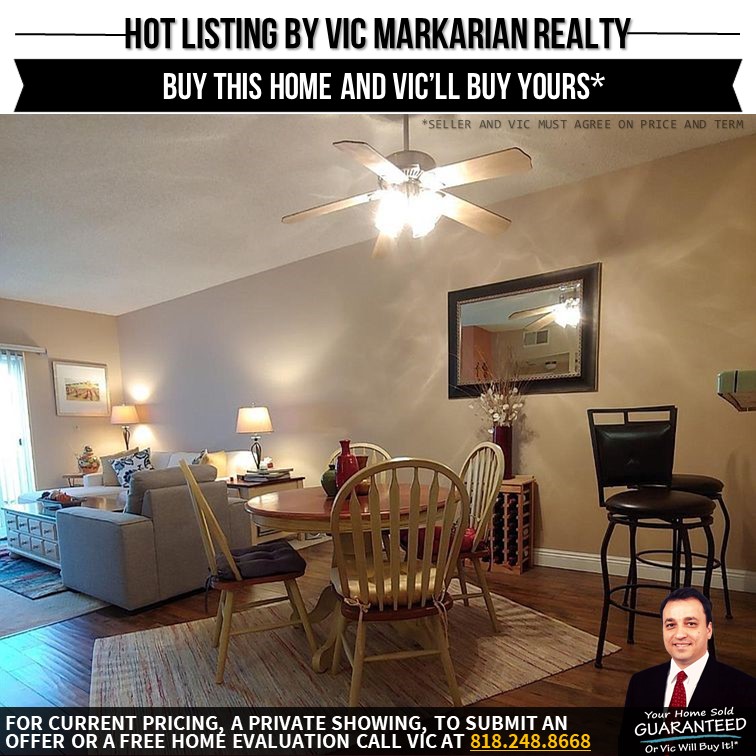 HOT LISTING BY VIC MARKARIAN REALTY
BUY THIS HOME AND VIC'LL BUY YOURS*
*SELLER AND VIC MUST AGREE ON PRICE AND TERM
Your Home Sold
GUARANTEED
Or Vic Will Buy It!
FOR CURRENT PRICING, A PRIVATE SHOWING, TO SUBMIT AN
OFFER OR A FREE HOME EVALUATION CALL VIC AT 818.248.8668